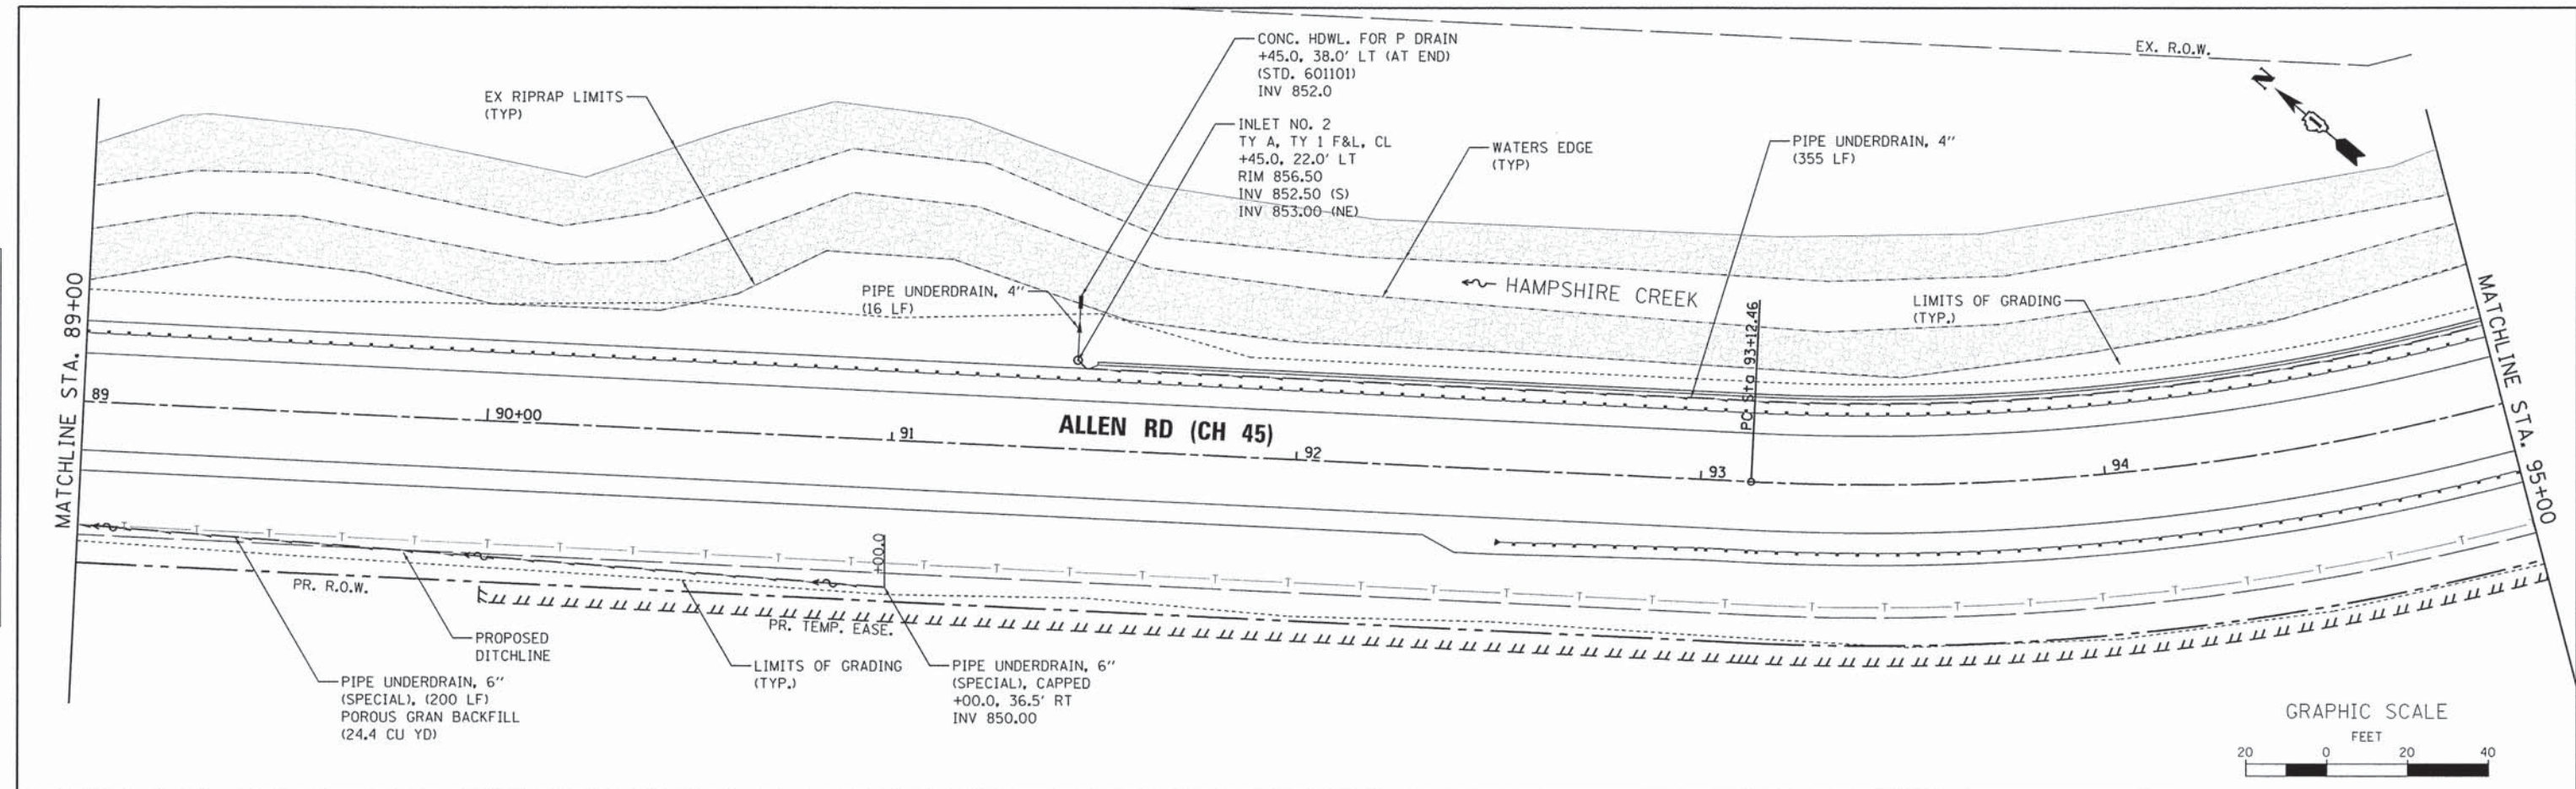 EX. R.O.W.
CONC. HDWL. FOR P DRAIN
+45.0, 38.0' LT (AT END)
(STD. 601101)
INV 852.0
EX RIPRAP LIMITS
(TYP)
N
INLET NO. 2
TY A, TY 1 F&L, CL
+45.0, 22.0' LT
RIM 856.50
INV 852.50 (S)
INV 853.00 (NE)
WATERS EDGE
(TYP)
PIPE UNDERDRAIN, 4"
(355 LF)
PIPE UNDERDRAIN, 4"
(16 LF)
HAMPSHIRE CREEK
LIMITS OF GRADING
(TYP.)
MATCHLINE STA. 89+00
MATCHLINE STA. 95+00
PC Sta 93+12.46
89
90+00
91
ALLEN RD (CH 45)
92
93
94
T T T T T T T T T T T T T T T T T T T T T T T T T T T T T T T T T
+00.0
PR. R.O.W.
PR. TEMP. EASE.
PROPOSED
DITCHLINE
LIMITS OF GRADING
(TYP.)
PIPE UNDERDRAIN, 6"
(SPECIAL), CAPPED
+00.0, 36.5' RT
INV 850.00
PIPE UNDERDRAIN, 6"
(SPECIAL), (200 LF)
POROUS GRAN BACKFILL
(24.4 CU YD)
GRAPHIC SCALE
FEET
20 0 20 40